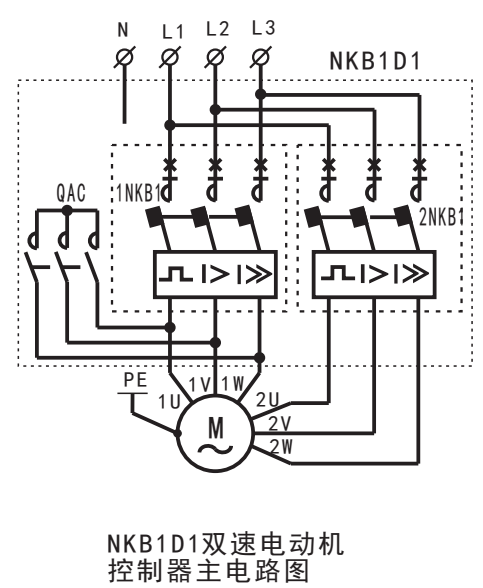 N L1 L2 L3
NKB1D1
QAC
1NKB1
2NKB1
I> I≫
I> I≫
PE
1U 1V 1W
2U
2V
2W
M
~
NKB1D1双速电动机
控制器主电路图